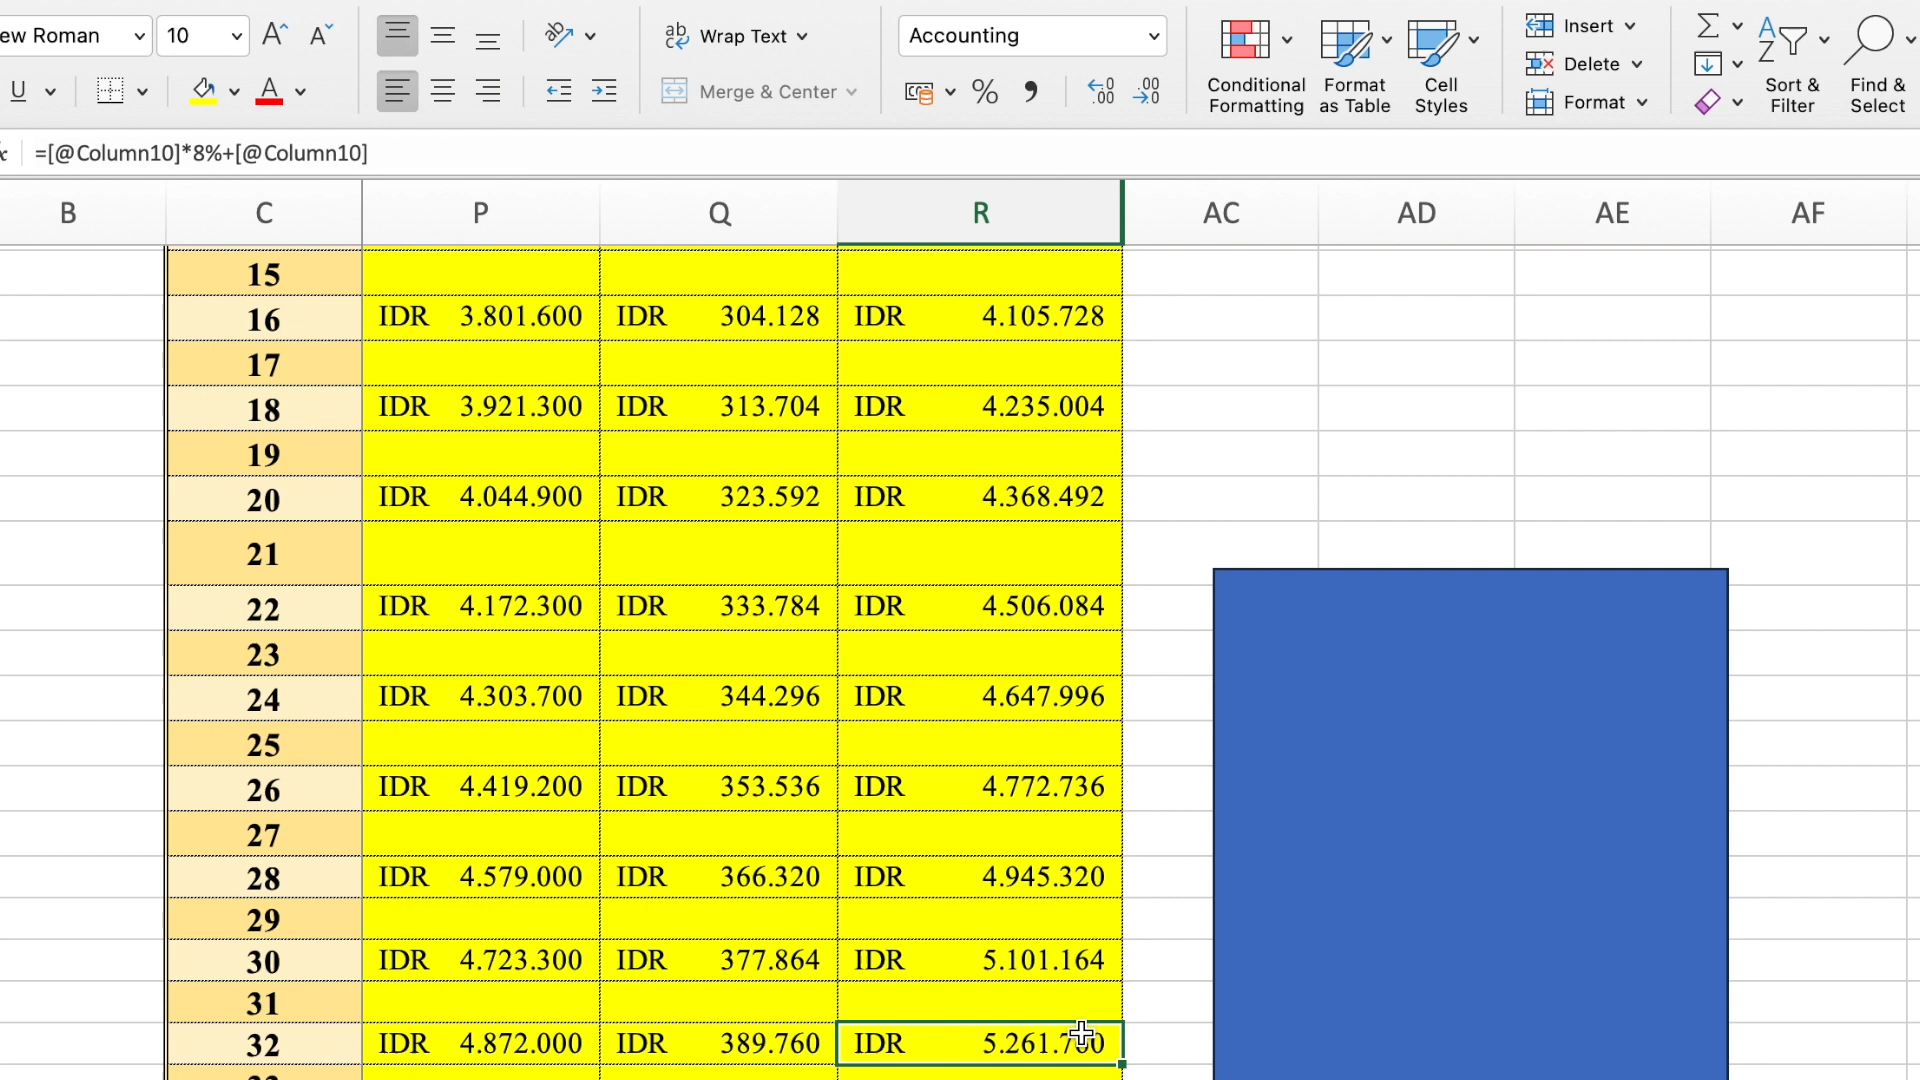 ew Roman 10 A A ab Wrap Text Accounting Insert
Conditional Formatting Format as Table Cell Styles Delete Sort & Filter Find & Select
U A Merge & Center % Format
=[@Column10]*8%+[@Column10]
B C P Q R AC AD AE AF
15
16 IDR 3.801.600 IDR 304.128 IDR 4.105.728
17
18 IDR 3.921.300 IDR 313.704 IDR 4.235.004
19
20 IDR 4.044.900 IDR 323.592 IDR 4.368.492
21
22 IDR 4.172.300 IDR 333.784 IDR 4.506.084
23
24 IDR 4.303.700 IDR 344.296 IDR 4.647.996
25
26 IDR 4.419.200 IDR 353.536 IDR 4.772.736
27
28 IDR 4.579.000 IDR 366.320 IDR 4.945.320
29
30 IDR 4.723.300 IDR 377.864 IDR 5.101.164
31
32 IDR 4.872.000 IDR 389.760 IDR